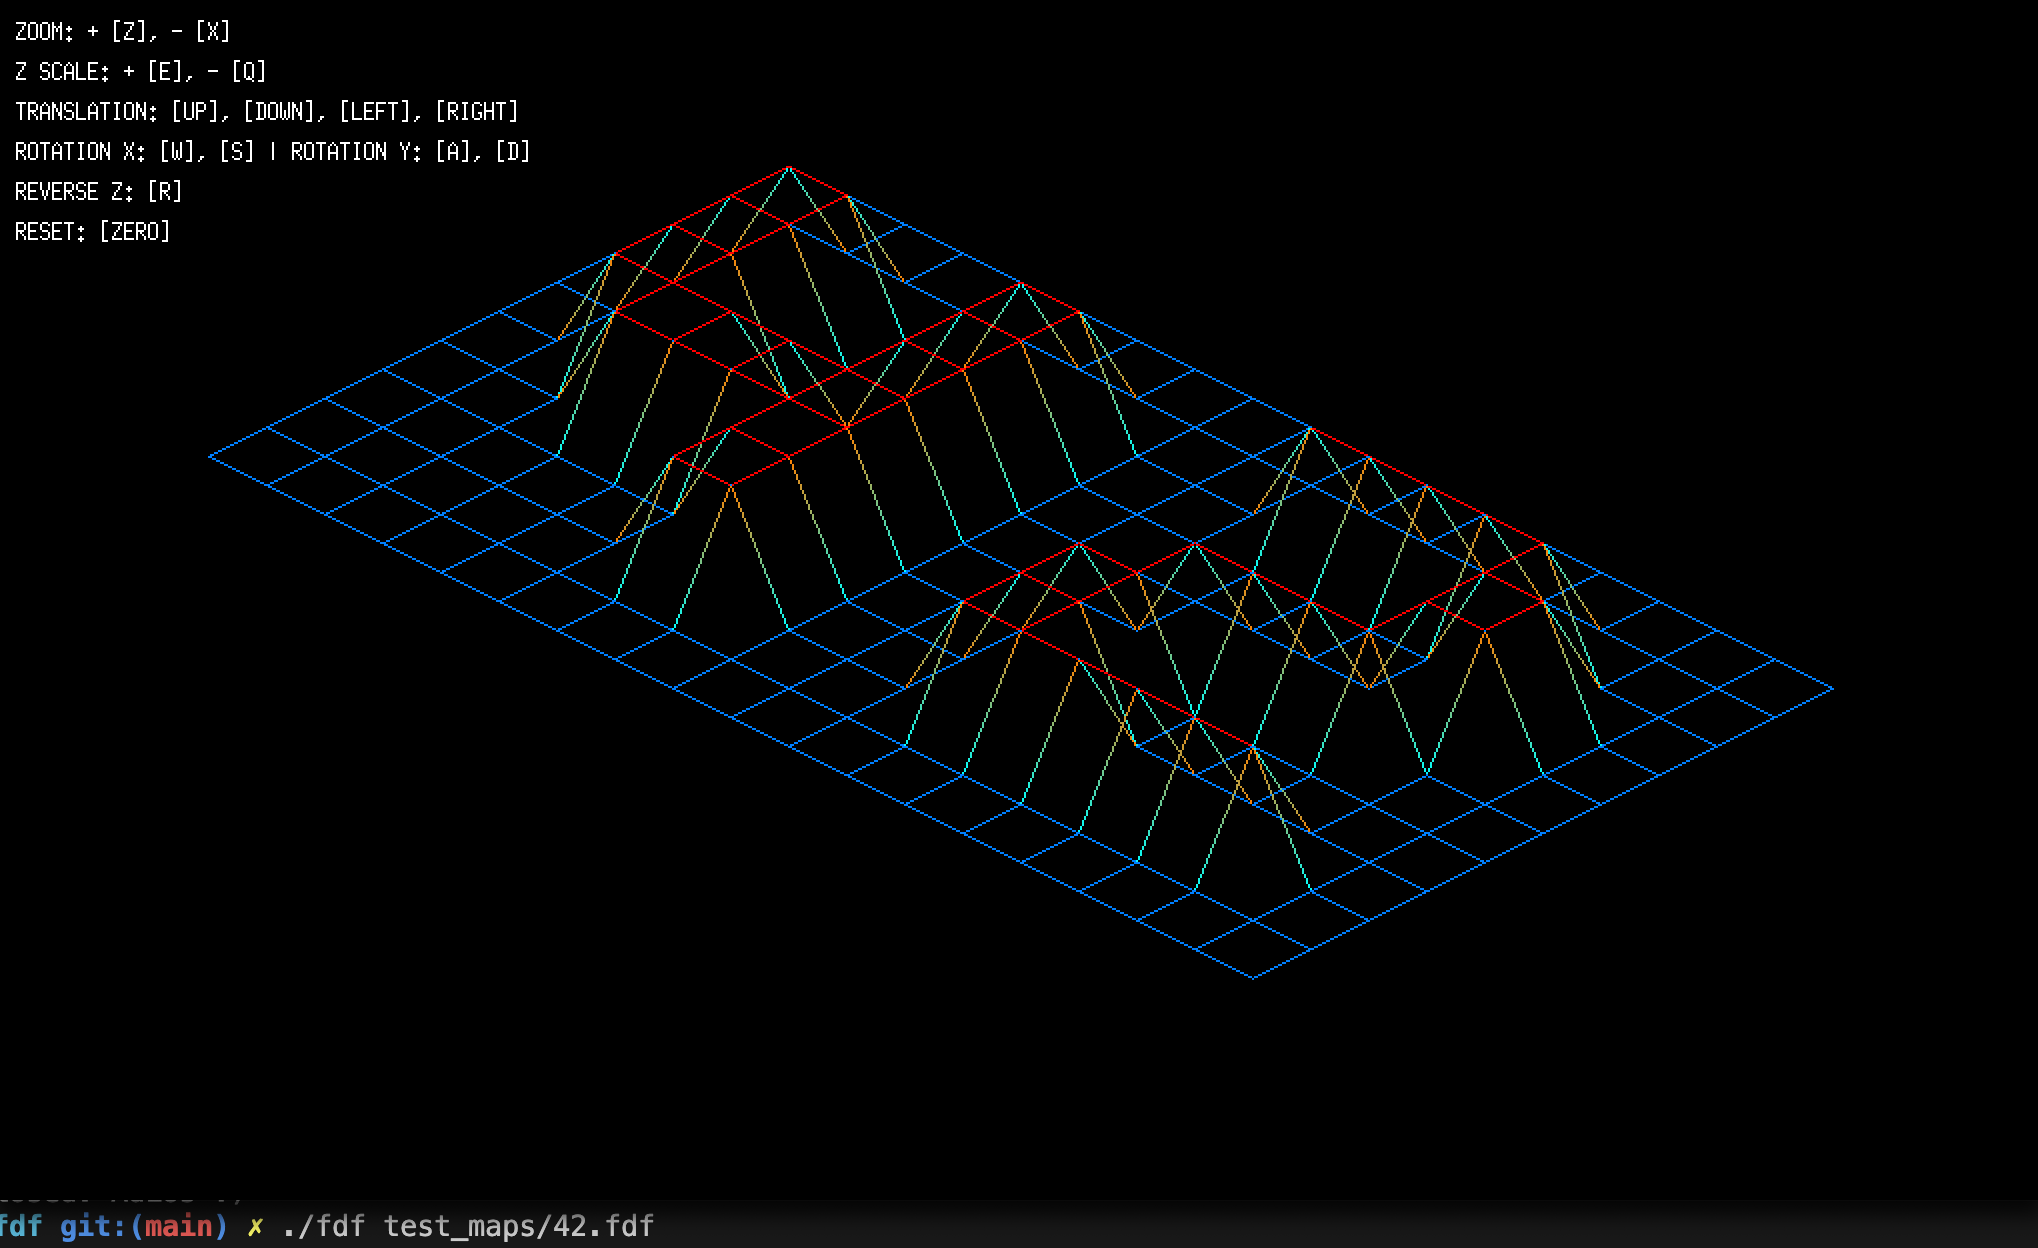 ZOOM: + [Z], - [X]
Z SCALE: + [E], - [Q]
TRANSLATION: [UP], [DOWN], [LEFT], [RIGHT]
ROTATION X: [W], [S] | ROTATION Y: [A], [D]
REVERSE Z: [R]
RESET: [ZERO]
fdf git:(main) ✗ ./fdf test_maps/42.fdf